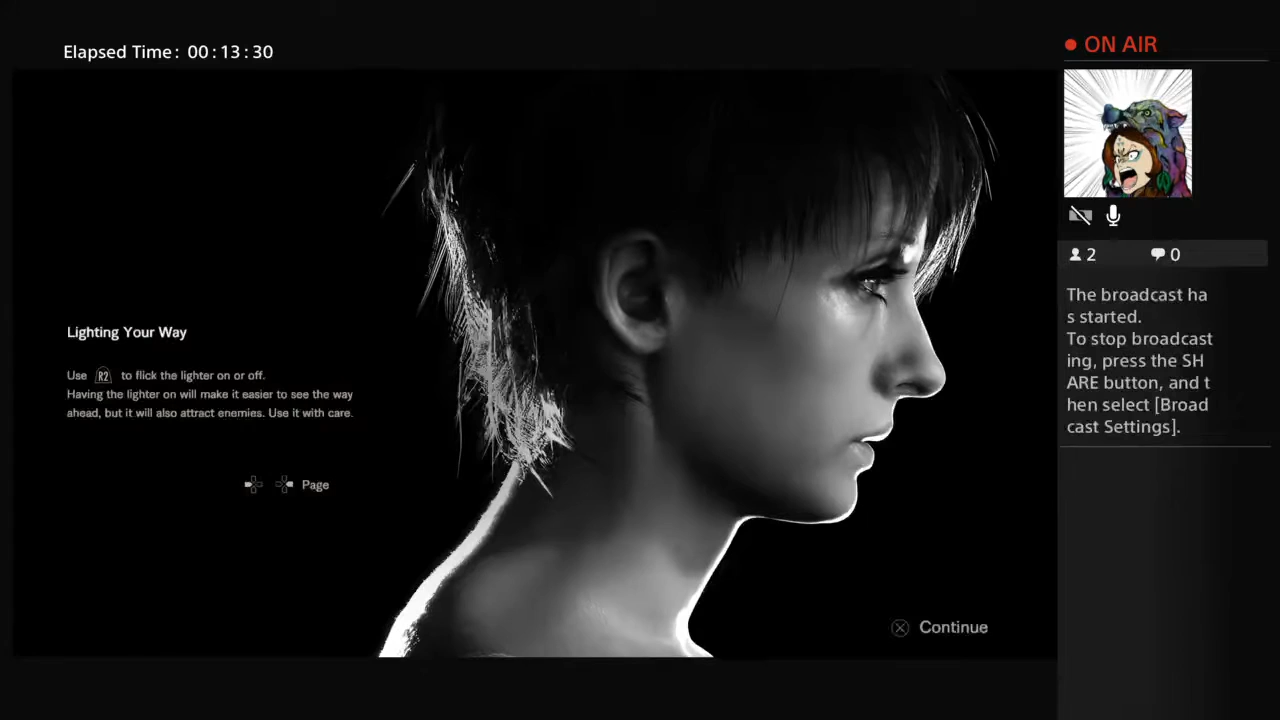 Elapsed Time: 00:13:30
ON AIR
2 0
The broadcast ha
s started.
To stop broadcast
ing, press the SH
ARE button, and t
hen select [Broad
cast Settings].
Lighting Your Way
Use R2 to flick the lighter on or off.
Having the lighter on will make it easier to see the way
ahead, but it will also attract enemies. Use it with care.
Page
Continue